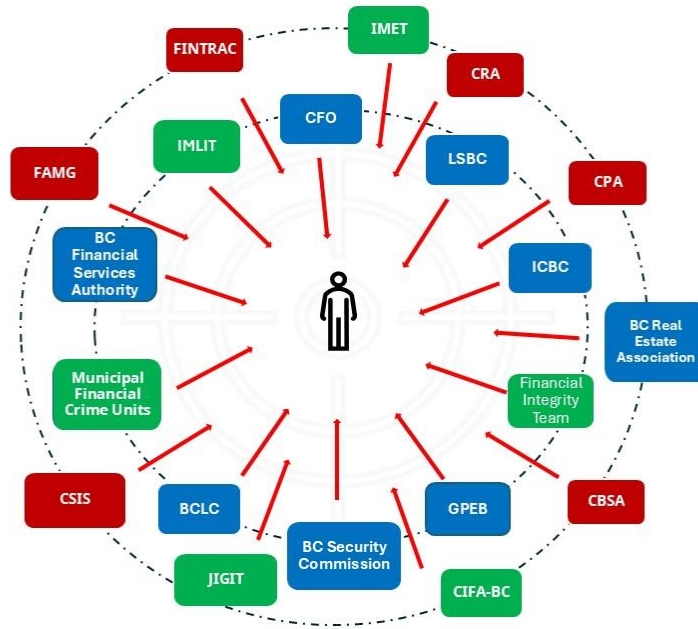 IMET
FINTRAC
CRA
CFO
IMLIT
LSBC
FAMG
CPA
BC
Financial
Services
Authority
ICBC
BC Real
Estate
Association
Municipal
Financial
Crime Units
Financial
Integrity
Team
CSIS
BCLC
GPEB
CBSA
BC Security
Commission
JIGIT
CIFA-BC